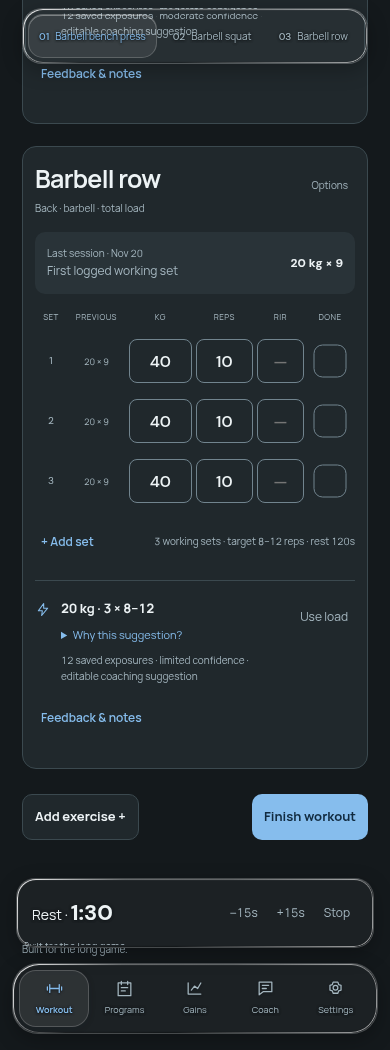 12 saved exposures · moderate confidence ·
editable coaching suggestion
01 Barbell bench press 02 Barbell squat 03 Barbell row
Feedback & notes
Barbell row
Options
Back · barbell · total load
Last session · Nov 20
First logged working set
20 kg × 9
SET PREVIOUS KG REPS RIR DONE
1 20 × 9 40 10 —
2 20 × 9 40 10 —
3 20 × 9 40 10 —
+ Add set 3 working sets · target 8–12 reps · rest 120s
20 kg · 3 × 8–12
Use load
▶ Why this suggestion?
12 saved exposures · limited confidence ·
editable coaching suggestion
Feedback & notes
Add exercise + Finish workout
Rest · 1:30 −15s +15s Stop
Built for the long game.
Workout Programs Gains Coach Settings